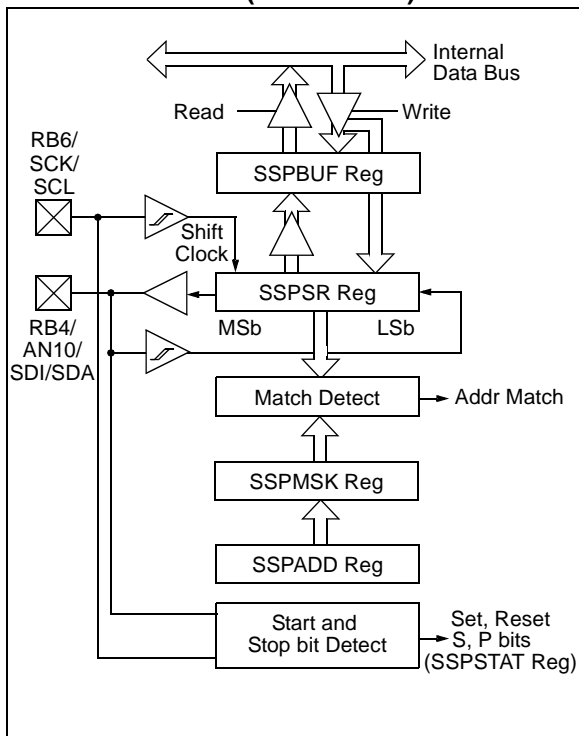 Internal
Data Bus
Read
Write
RB6/
SCK/
SCL
SSPBUF Reg
Shift
Clock
SSPSR Reg
MSb
LSb
RB4/
AN10/
SDI/SDA
Match Detect
Addr Match
SSPMSK Reg
SSPADD Reg
Start and
Stop bit Detect
Set, Reset
S, P bits
(SSPSTAT Reg)